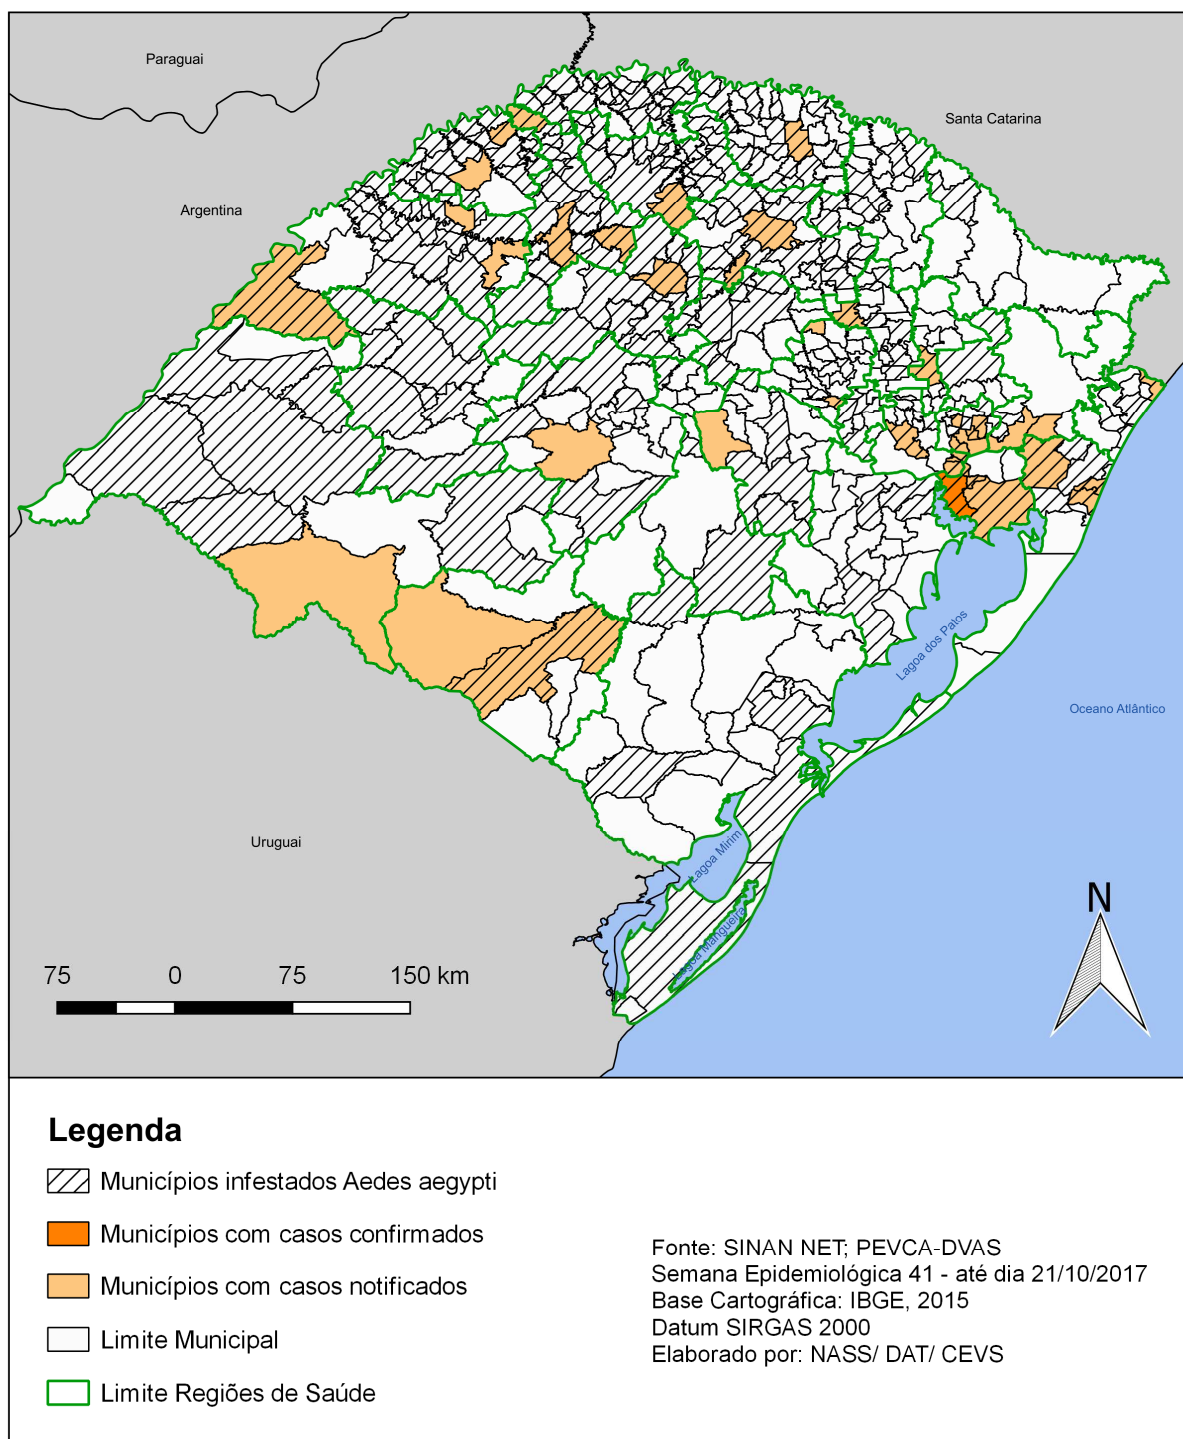 Paraguai
Santa Catarina
Argentina
Lagoa dos Patos
Oceano Atlântico
Uruguai
Lagoa Mirim
Lagoa Mangueira
N
75 0 75 150 km
Legenda
Municípios infestados Aedes aegypti
Municípios com casos confirmados
Municípios com casos notificados
Limite Municipal
Limite Regiões de Saúde
Fonte: SINAN NET; PEVCA-DVAS
Semana Epidemiológica 41 - até dia 21/10/2017
Base Cartográfica: IBGE, 2015
Datum SIRGAS 2000
Elaborado por: NASS/ DAT/ CEVS